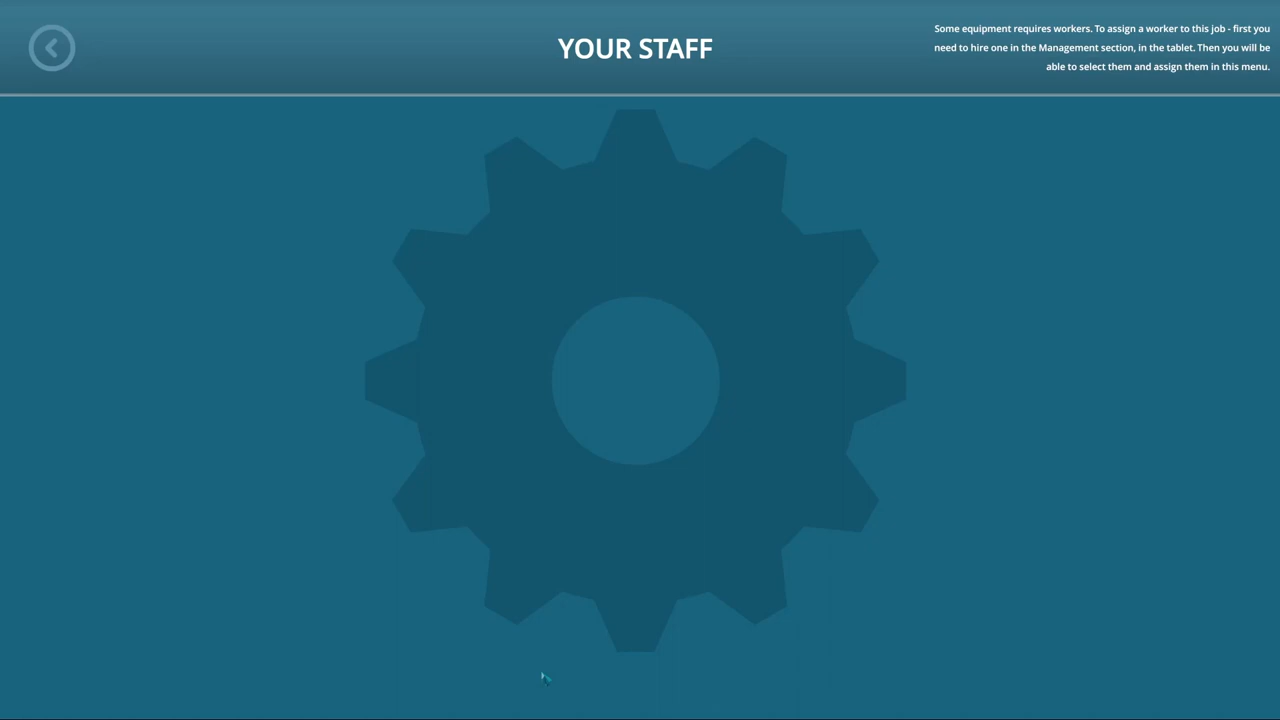 YOUR STAFF
Some equipment requires workers. To assign a worker to this job - first you
need to hire one in the Management section, in the tablet. Then you will be
able to select them and assign them in this menu.